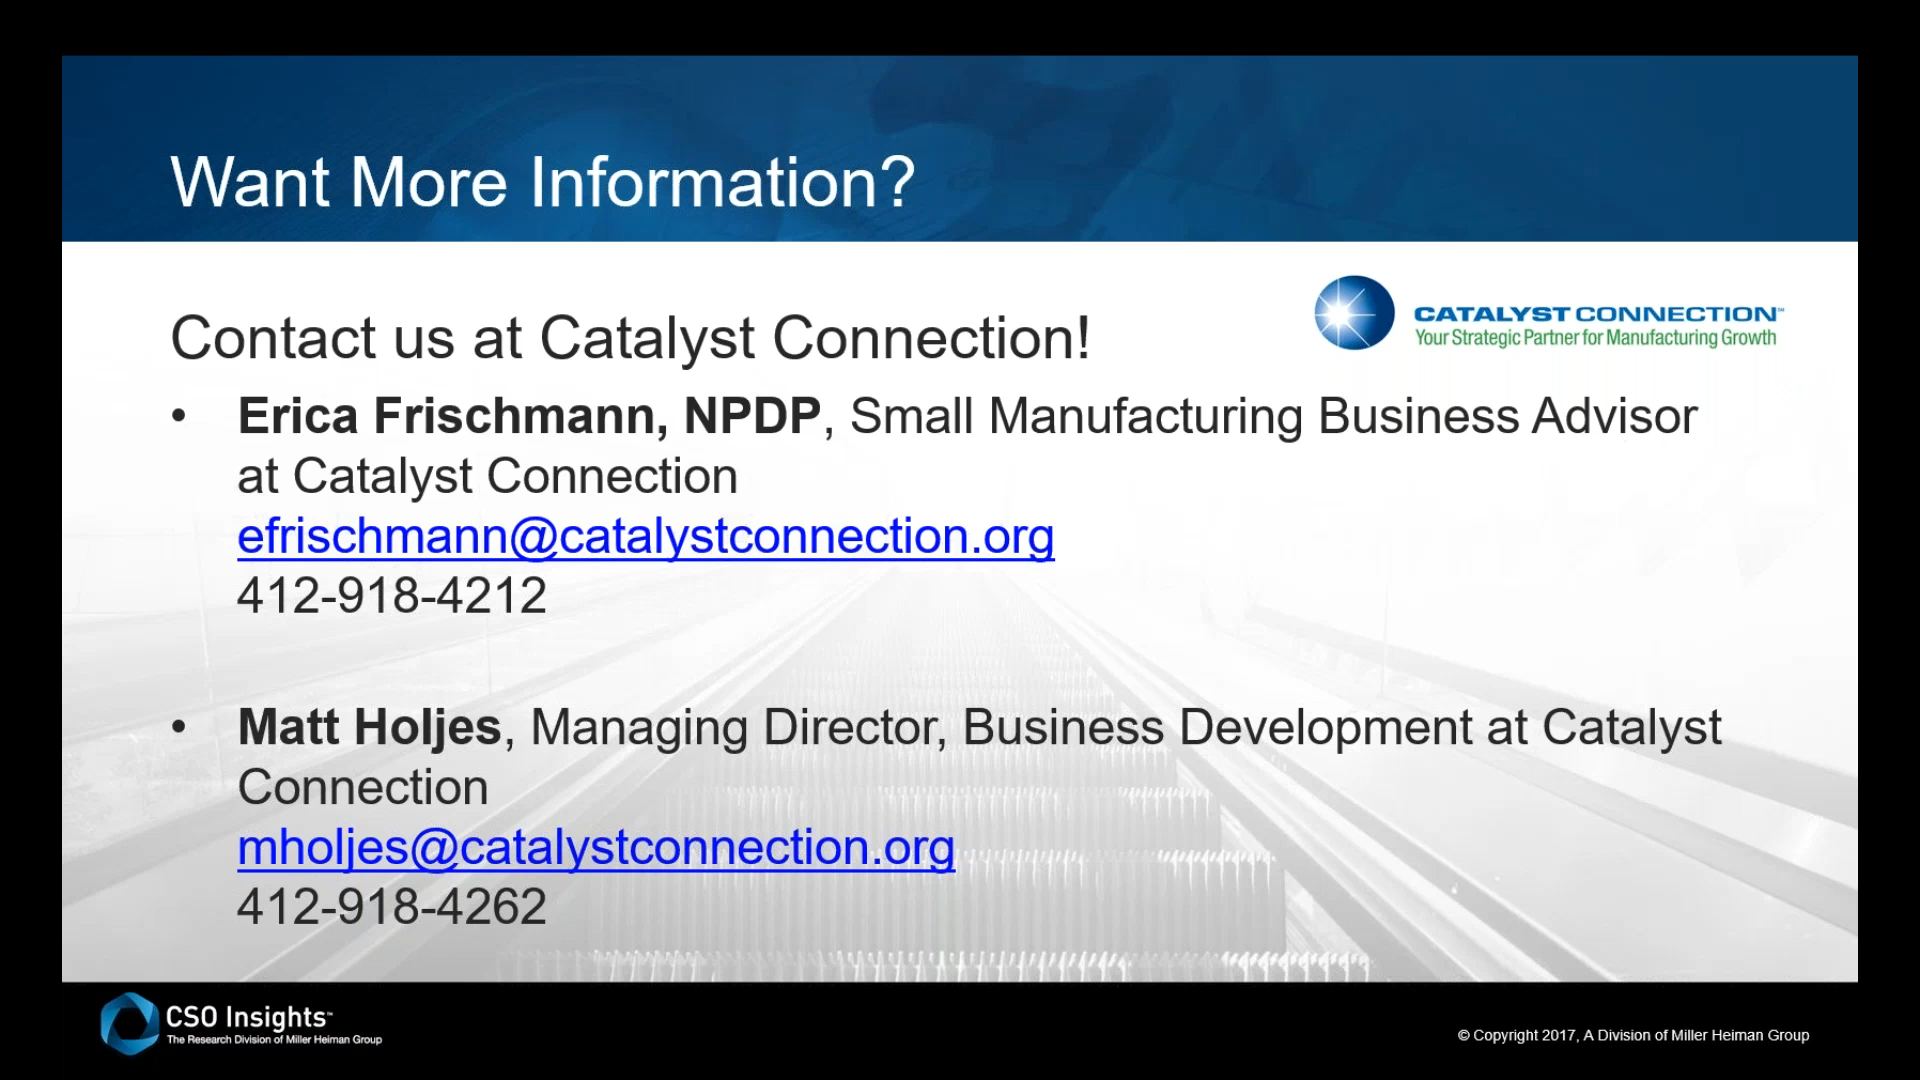 Want More Information?
CATALYST CONNECTION™
Your Strategic Partner for Manufacturing Growth
Contact us at Catalyst Connection!
• Erica Frischmann, NPDP, Small Manufacturing Business Advisor
at Catalyst Connection
efrischmann@catalystconnection.org
412-918-4212
• Matt Holjes, Managing Director, Business Development at Catalyst
Connection
mholjes@catalystconnection.org
412-918-4262
CSO Insights™
The Research Division of Miller Heiman Group
© Copyright 2017, A Division of Miller Heiman Group